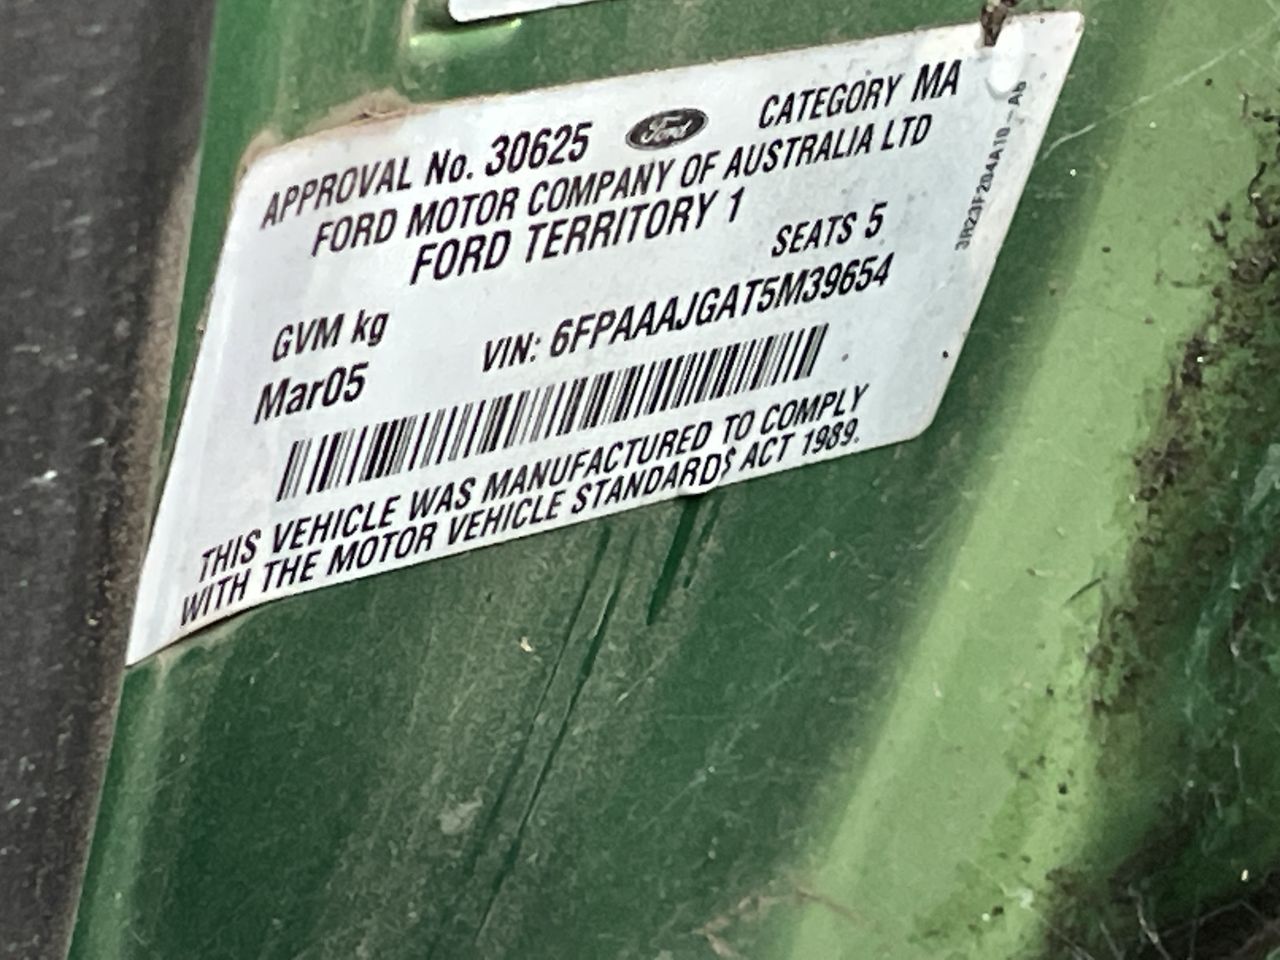 APPROVAL No. 30625 Ford CATEGORY MA
FORD MOTOR COMPANY OF AUSTRALIA LTD
FORD TERRITORY 1
SEATS 5
GVM kg VIN: 6FPAAAJGAT5M39654
Mar05
THIS VEHICLE WAS MANUFACTURED TO COMPLY
WITH THE MOTOR VEHICLE STANDARDS ACT 1989.